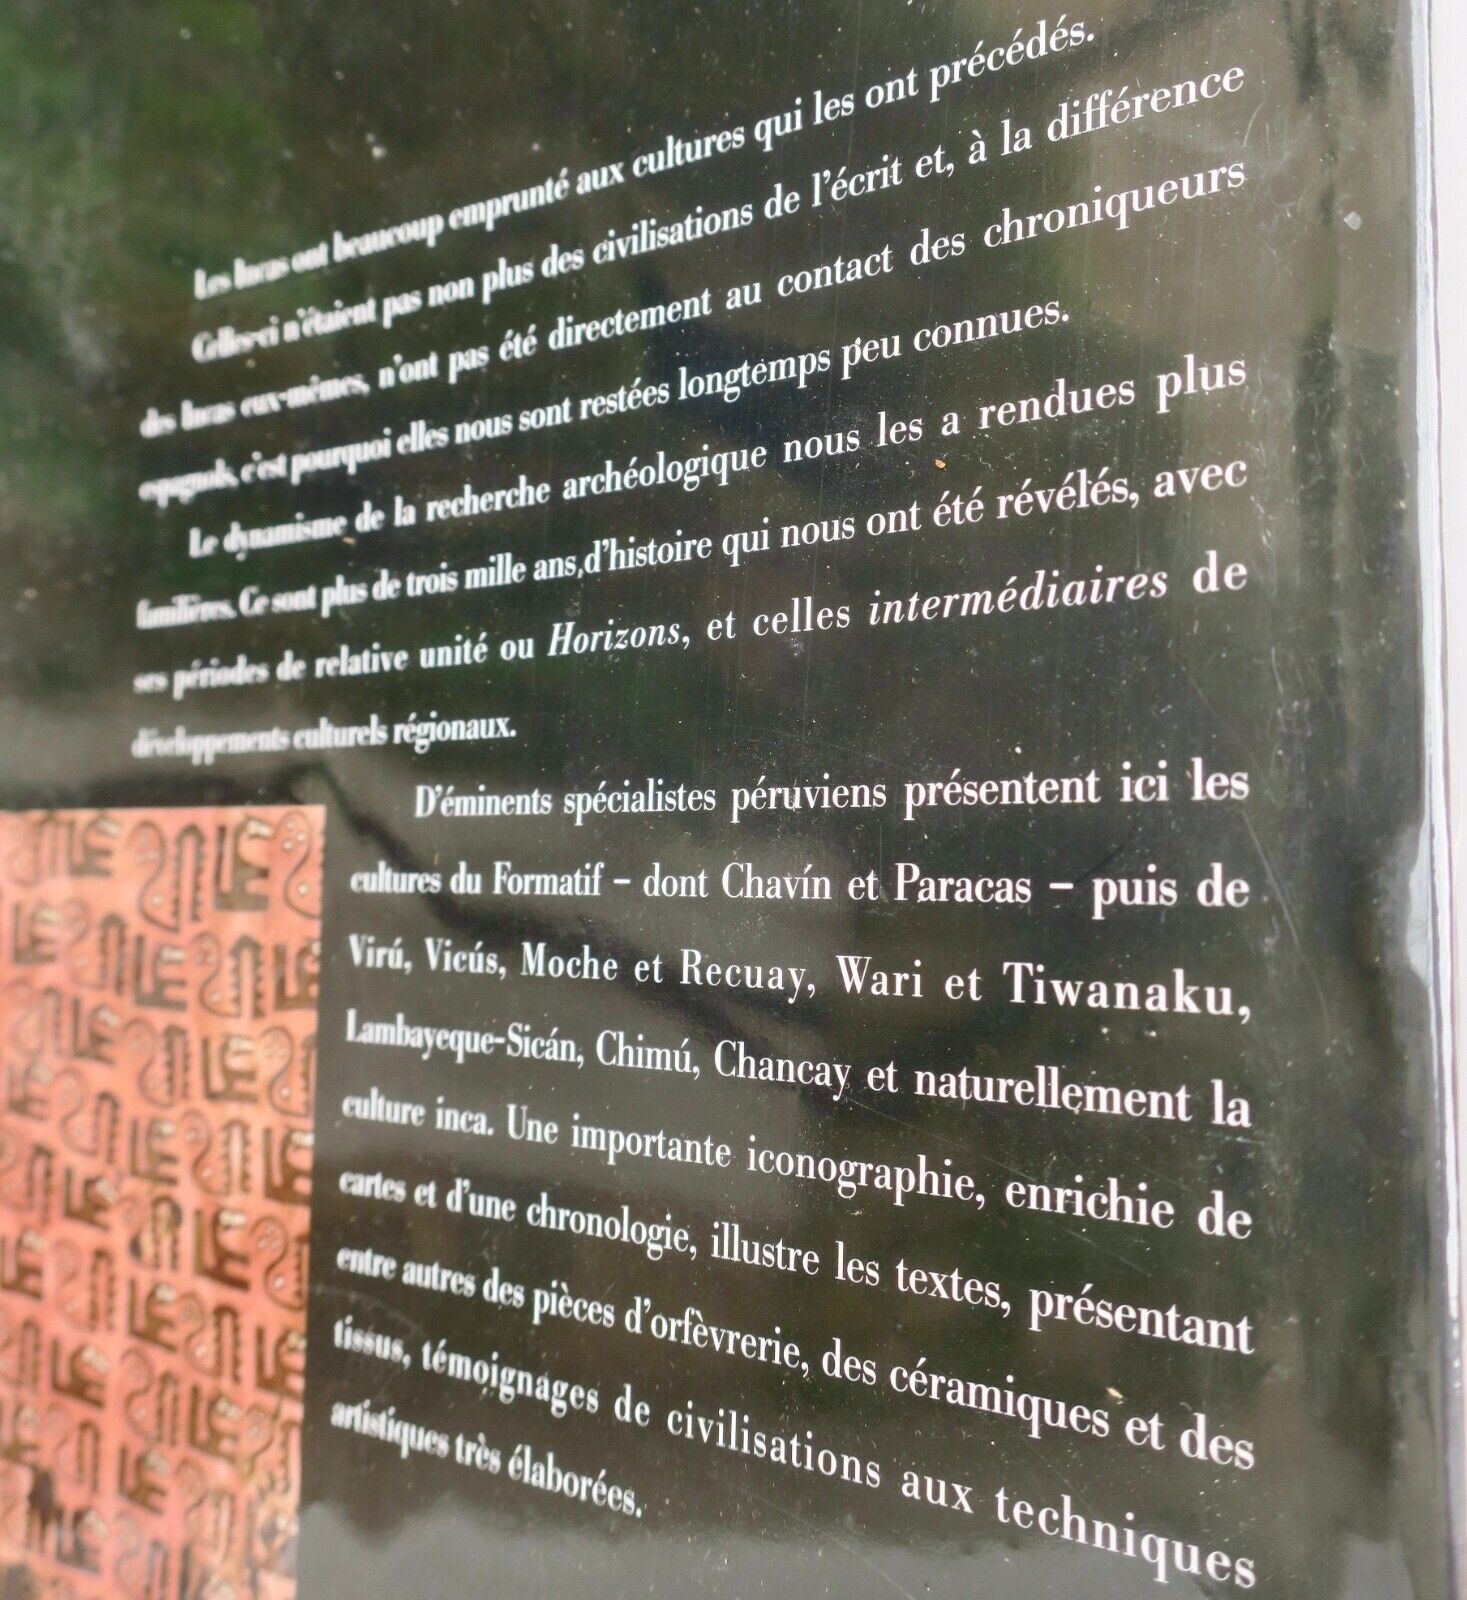 Les Incas ont beaucoup emprunté aux cultures qui les ont précédés.
Celles-ci n'étaient pas non plus des civilisations de l'écrit et, à la différence
des Incas eux-mêmes, n'ont pas été directement au contact des chroniqueurs
espagnols, c'est pourquoi elles nous sont restées longtemps peu connues.
Le dynamisme de la recherche archéologique nous les a rendues plus
familières. Ce sont plus de trois mille ans d'histoire qui nous ont été révélés, avec
ses périodes de relative unité ou Horizons, et celles intermédiaires de
développements culturels régionaux.
D'éminents spécialistes péruviens présentent ici les
cultures du Formatif – dont Chavín et Paracas – puis de
Virú, Vicús, Moche et Recuay, Wari et Tiwanaku,
Lambayeque-Sicán, Chimú, Chancay et naturellement la
culture inca. Une importante iconographie, enrichie de
cartes et d'une chronologie, illustre les textes, présentant
entre autres des pièces d'orfèvrerie, des céramiques et des
tissus, témoignages de civilisations aux techniques
artistiques très élaborées.